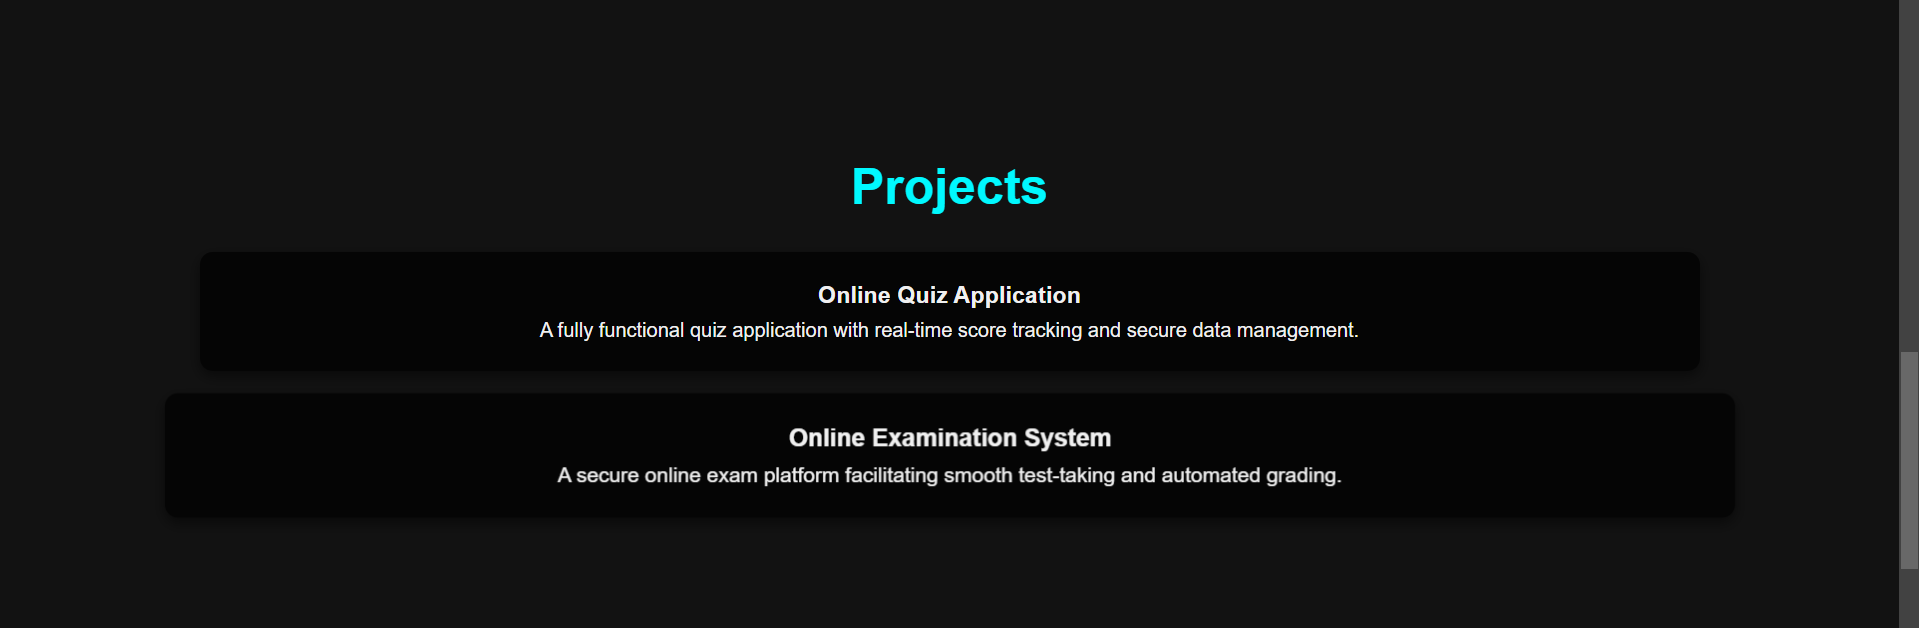 Projects
Online Quiz Application
A fully functional quiz application with real-time score tracking and secure data management.
Online Examination System
A secure online exam platform facilitating smooth test-taking and automated grading.